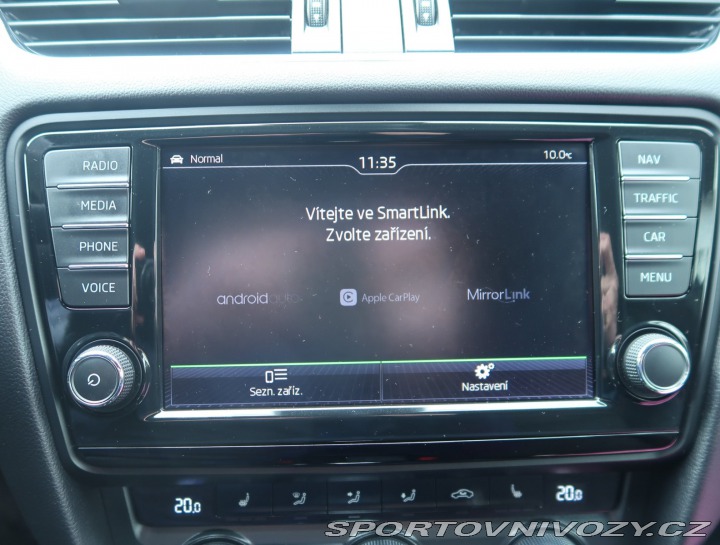 RADIO
MEDIA
PHONE
VOICE
Normal
11:35
10.0°C
Vítejte ve SmartLink.
Zvolte zařízení.
androidauto
Apple CarPlay
MirrorLink
Sezn. zaříz.
Nastavení
NAV
TRAFFIC
CAR
MENU
20.0
20.0
SPORTOVNIVOZY.CZ